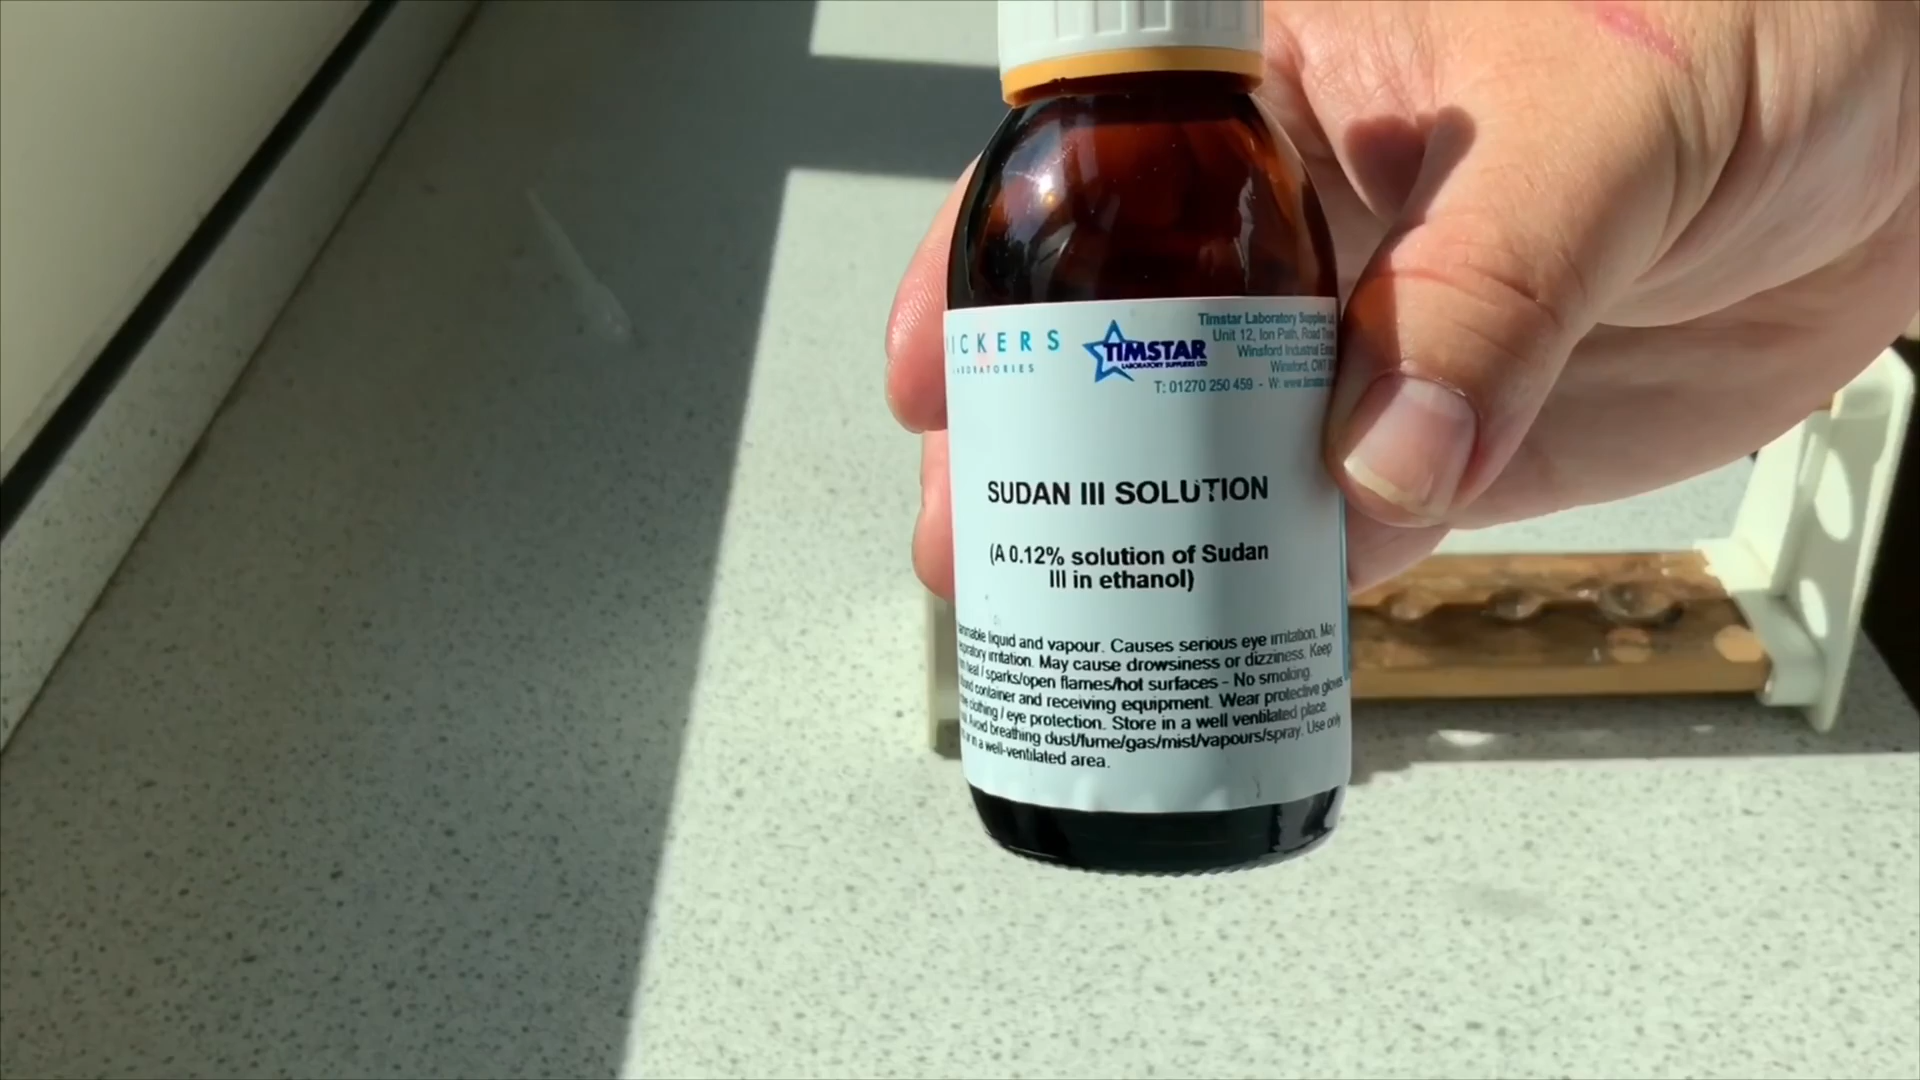 ICKERS
LABORATORIES
TIMSTAR
LABORATORY SUPPLIES LTD
Timstar Laboratory Supplies
Unit 12, Ion Path, Road
Winsford Industrial
Winsford,
T: 01270 250 459 - W:
SUDAN III SOLUTION
(A 0.12% solution of Sudan
III in ethanol)
liquid and vapour. Causes serious eye irritation. May
irritation. May cause drowsiness or dizziness. Keep
heat / sparks/open flames/hot surfaces - No smoking.
container and receiving equipment. Wear protective gloves
clothing / eye protection. Store in a well ventilated place.
Avoid breathing dust/fume/gas/mist/vapours/spray. Use only
or in a well-ventilated area.